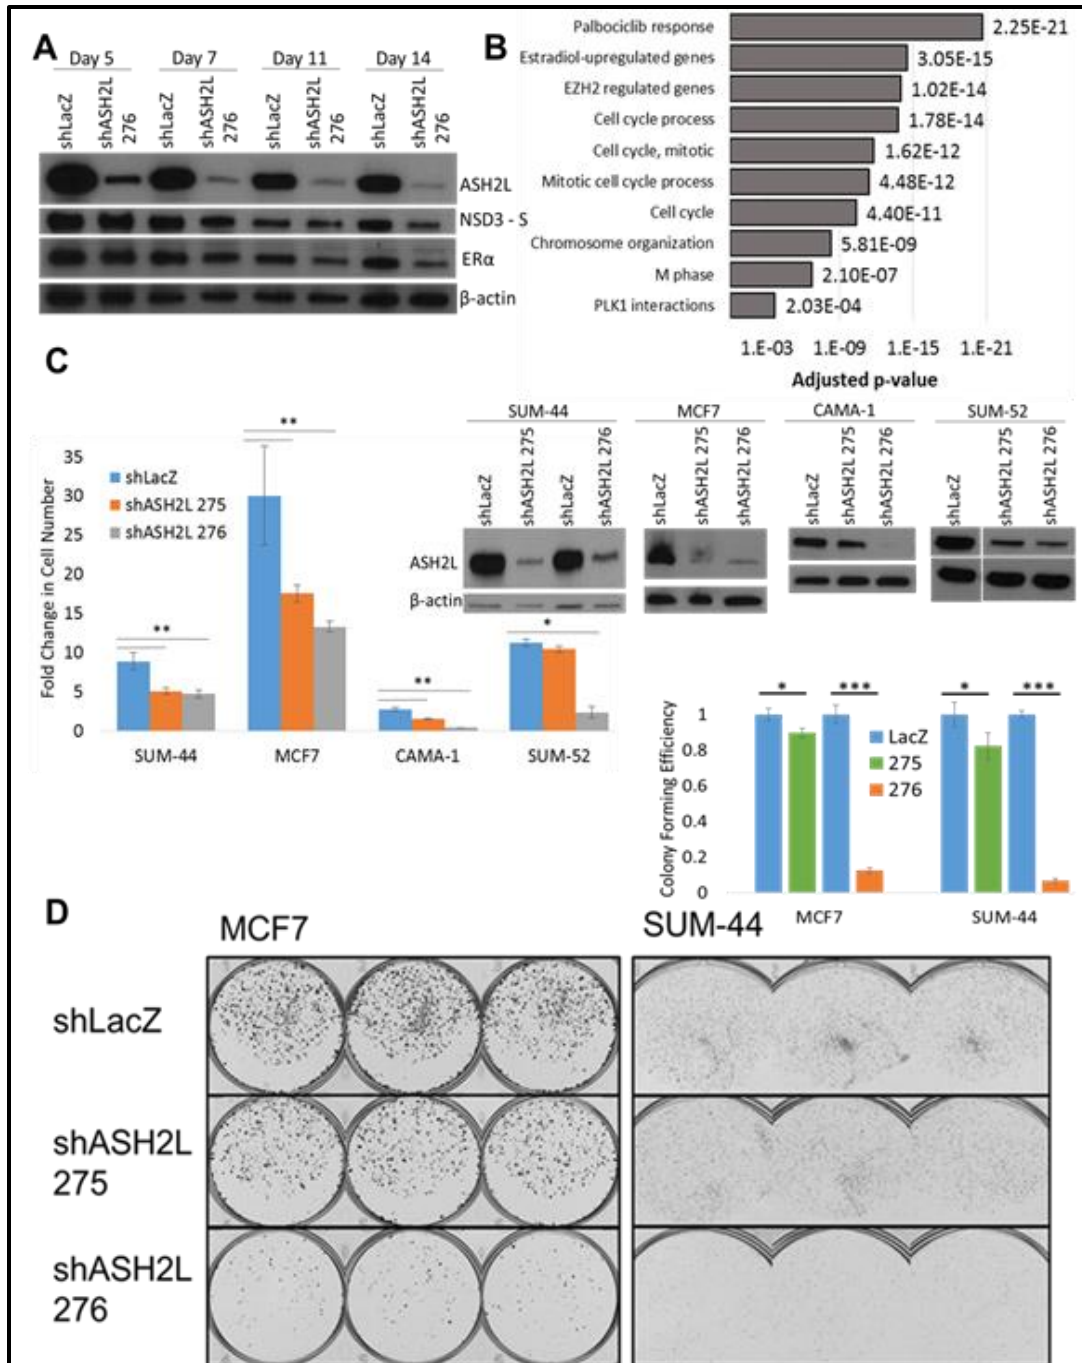 A
Day 5 Day 7 Day 11 Day 14
shLacZ shASH2L 276 shLacZ shASH2L 276 shLacZ shASH2L 276 shLacZ shASH2L 276
ASH2L
NSD3 - S
ERα
β-actin
B
Palbociclib response 2.25E-21
Estradiol-upregulated genes 3.05E-15
EZH2 regulated genes 1.02E-14
Cell cycle process 1.78E-14
Cell cycle, mitotic 1.62E-12
Mitotic cell cycle process 4.48E-12
Cell cycle 4.40E-11
Chromosome organization 5.81E-09
M phase 2.10E-07
PLK1 interactions 2.03E-04
1.E-03 1.E-09 1.E-15 1.E-21
Adjusted p-value
C
Fold Change in Cell Number
35
30
25
20
15
10
5
0
shLacZ
shASH2L 275
shASH2L 276
** ** ** *
SUM-44 MCF7 CAMA-1 SUM-52
SUM-44 MCF7 CAMA-1 SUM-52
shLacZ shASH2L 275 shLacZ shASH2L 276 shLacZ shASH2L 275 shASH2L 276 shLacZ shASH2L 275 shASH2L 276 shLacZ shASH2L 275 shASH2L 276
ASH2L
β-actin
Colony Forming Efficiency
1
0.8
0.6
0.4
0.2
0
* *** * ***
LacZ
275
276
MCF7 SUM-44
D
MCF7 SUM-44
shLacZ
shASH2L
275
shASH2L
276